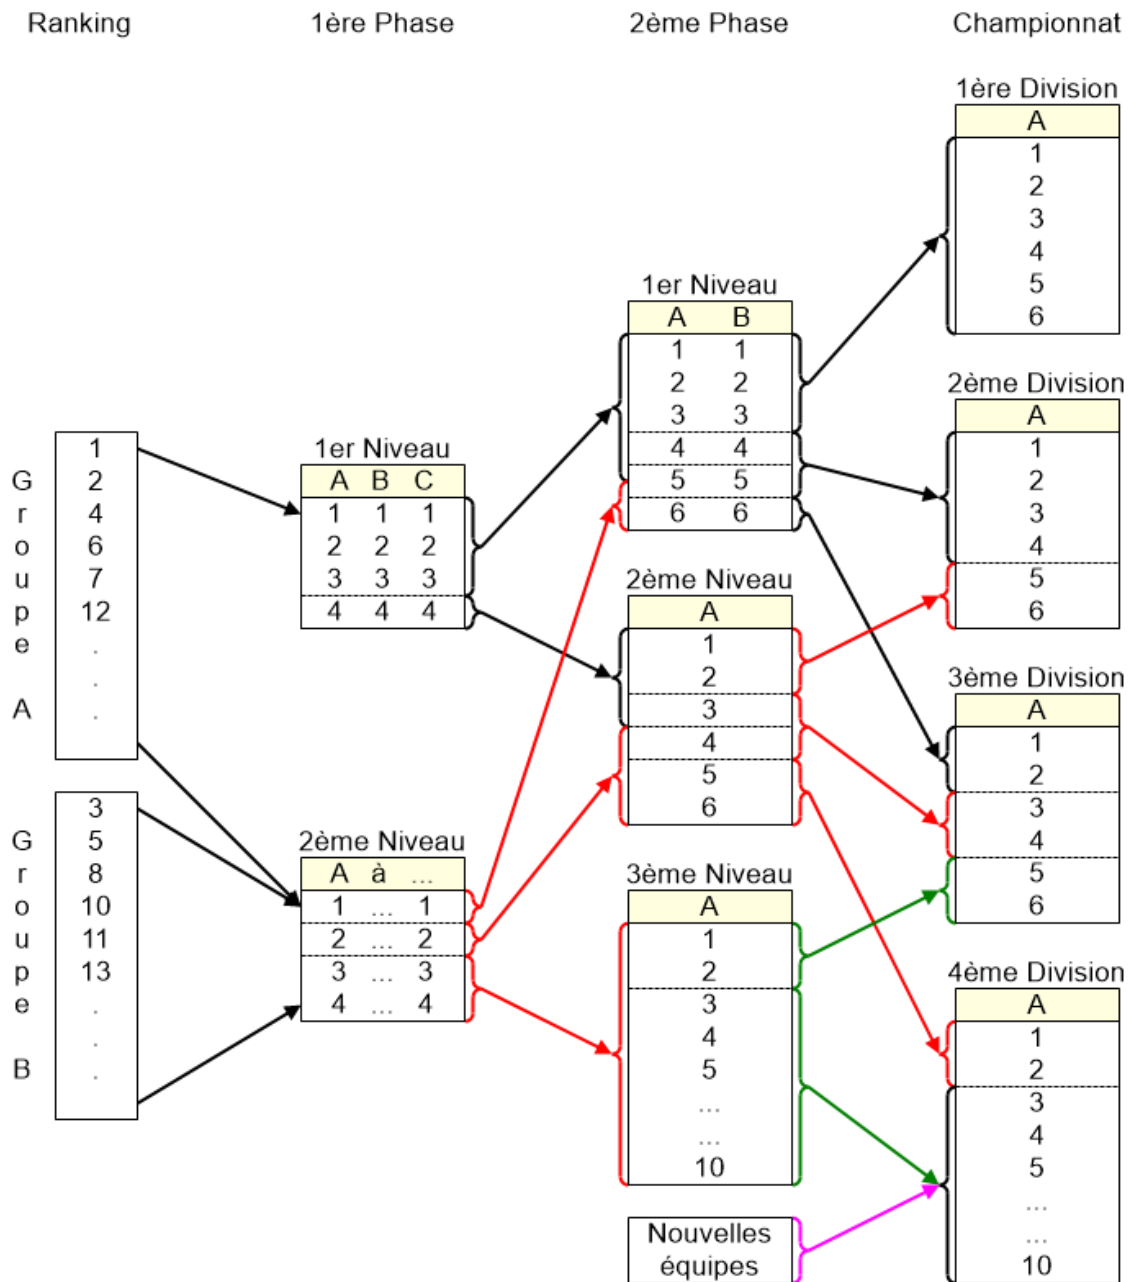 Ranking 1ère Phase 2ème Phase Championnat
Groupe A
1
2
4
6
7
12
.
.
.
Groupe B
3
5
8
10
11
13
.
.
.
1er Niveau
A B C
1 1 1
2 2 2
3 3 3
4 4 4
2ème Niveau
A à ...
1 ... 1
2 ... 2
3 ... 3
4 ... 4
1er Niveau
A B
1 1
2 2
3 3
4 4
5 5
6 6
2ème Niveau
A
1
2
3
4
5
6
3ème Niveau
A
1
2
3
4
5
...
...
10
Nouvelles
équipes
1ère Division
A
1
2
3
4
5
6
2ème Division
A
1
2
3
4
5
6
3ème Division
A
1
2
3
4
5
6
4ème Division
A
1
2
3
4
5
...
...
10